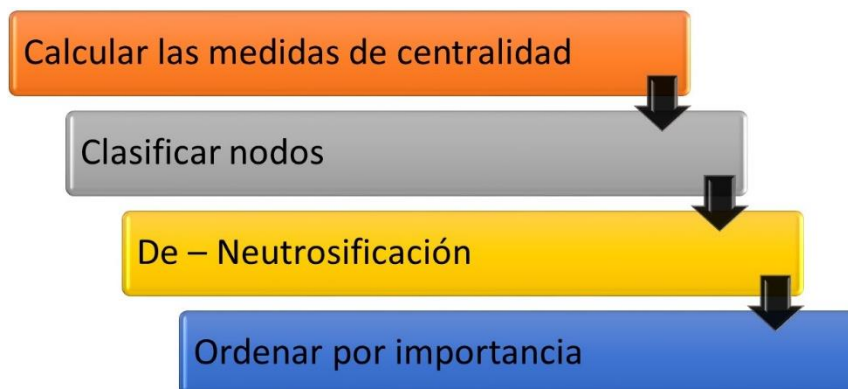 Calcular las medidas de centralidad
Clasificar nodos
De – Neutrosificación
Ordenar por importancia